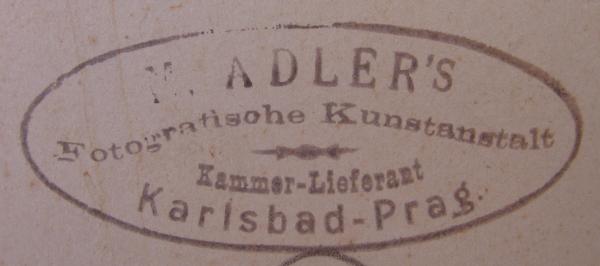 M. ADLER'S
Fotografische Kunstanstalt
Kammer-Lieferant
Karlsbad-Prag.